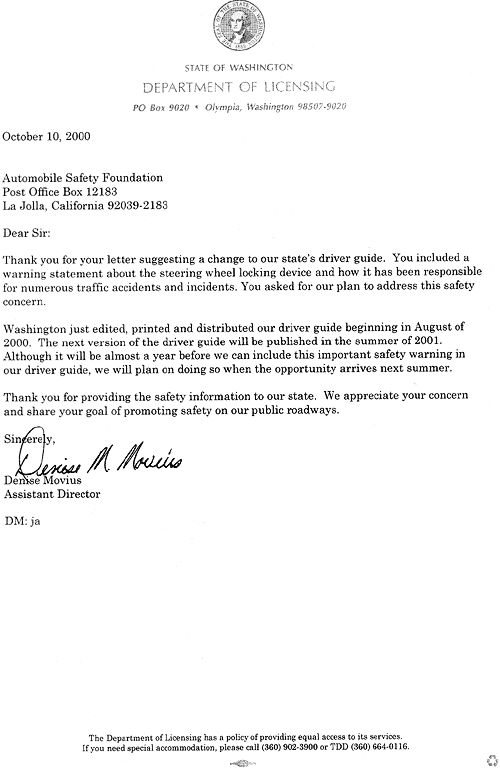 STATE OF WASHINGTON
DEPARTMENT OF LICENSING
PO Box 9020 • Olympia, Washington 98507-9020
October 10, 2000
Automobile Safety Foundation
Post Office Box 12183
La Jolla, California 92039-2183
Dear Sir:
Thank you for your letter suggesting a change to our state's driver guide. You included a
warning statement about the steering wheel locking device and how it has been responsible
for numerous traffic accidents and incidents. You asked for our plan to address this safety
concern.
Washington just edited, printed and distributed our driver guide beginning in August of
2000. The next version of the driver guide will be published in the summer of 2001.
Although it will be almost a year before we can include this important safety warning in
our driver guide, we will plan on doing so when the opportunity arrives next summer.
Thank you for providing the safety information to our state. We appreciate your concern
and share your goal of promoting safety on our public roadways.
Sincerely,
Denise M Movius
Denise Movius
Assistant Director
DM: ja
The Department of Licensing has a policy of providing equal access to its services.
If you need special accommodation, please call (360) 902-3900 or TDD (360) 664-0116.